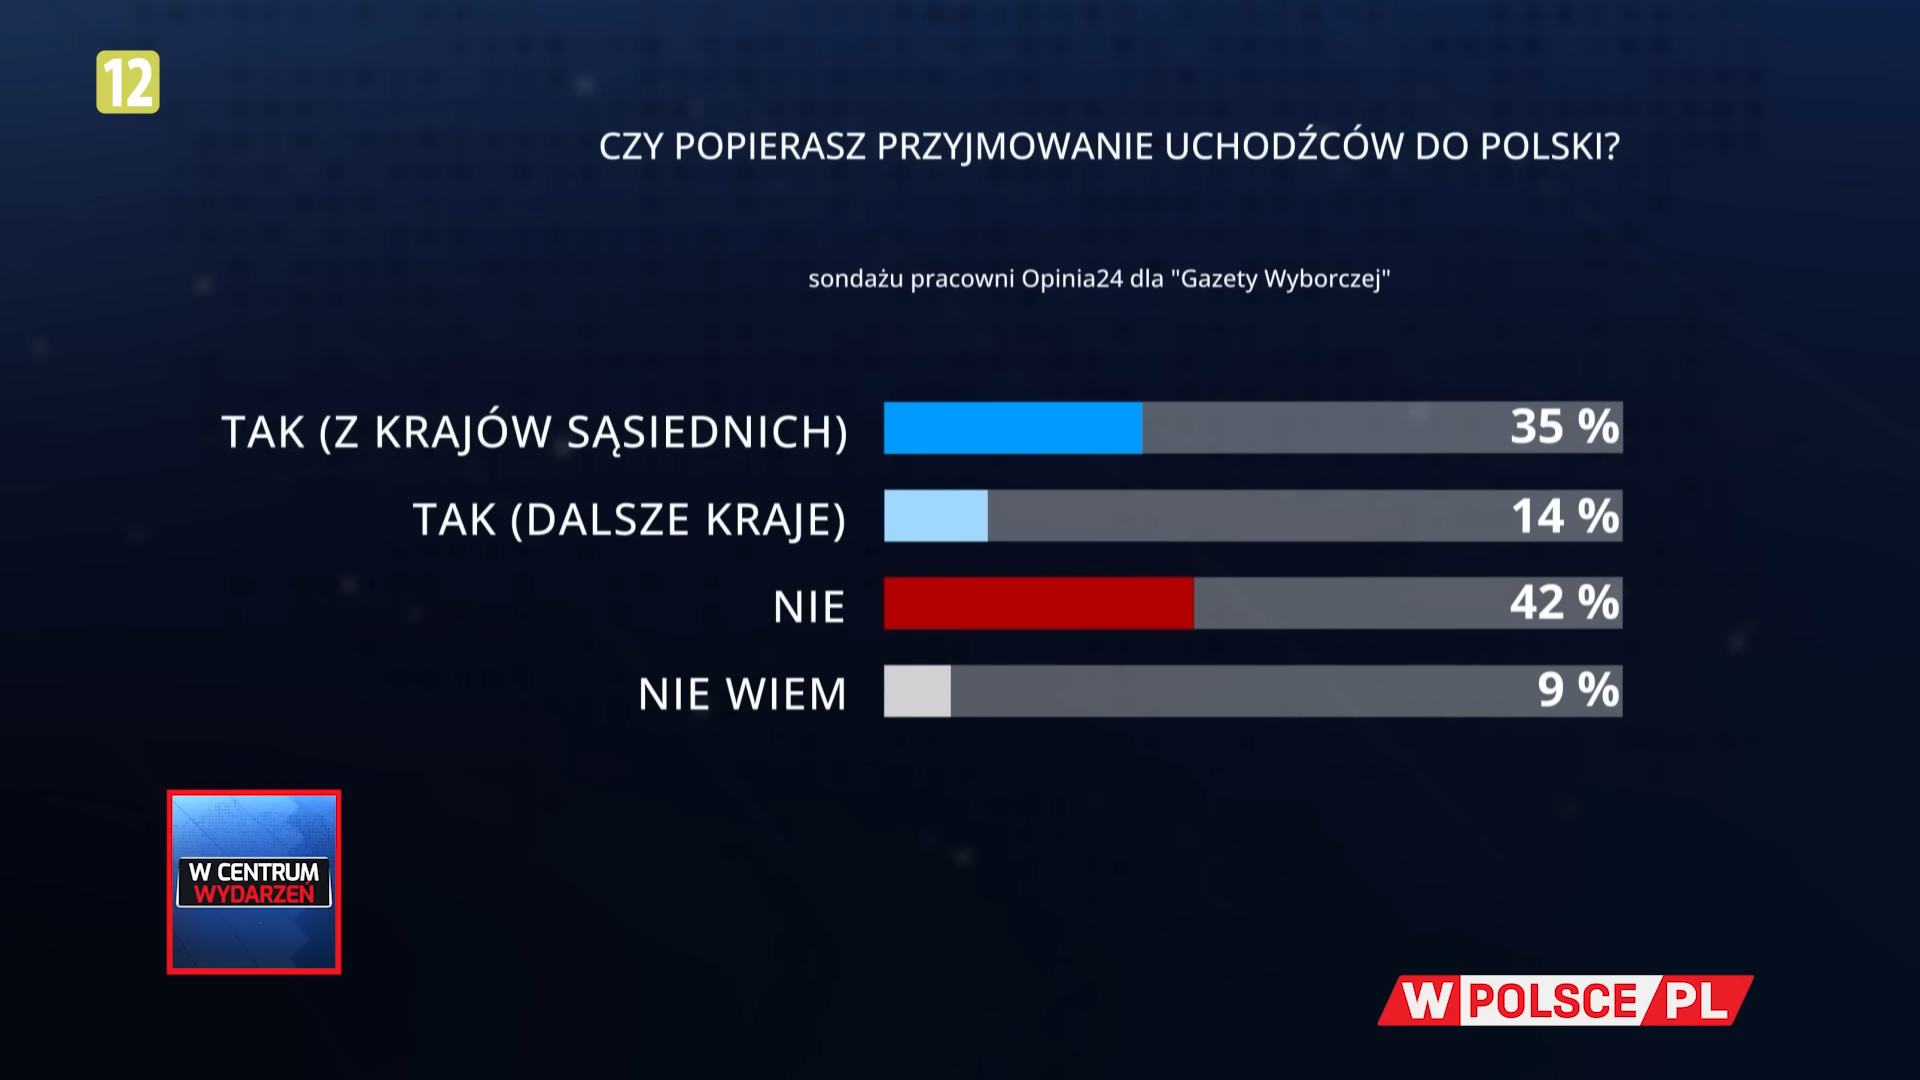 12
CZY POPIERASZ PRZYJMOWANIE UCHODŹCÓW DO POLSKI?
sondażu pracowni Opinia24 dla "Gazety Wyborczej"
TAK (Z KRAJÓW SĄSIEDNICH) 35 %
TAK (DALSZE KRAJE) 14 %
NIE 42 %
NIE WIEM 9 %
W CENTRUM
WYDARZEŃ
W POLSCE/PL